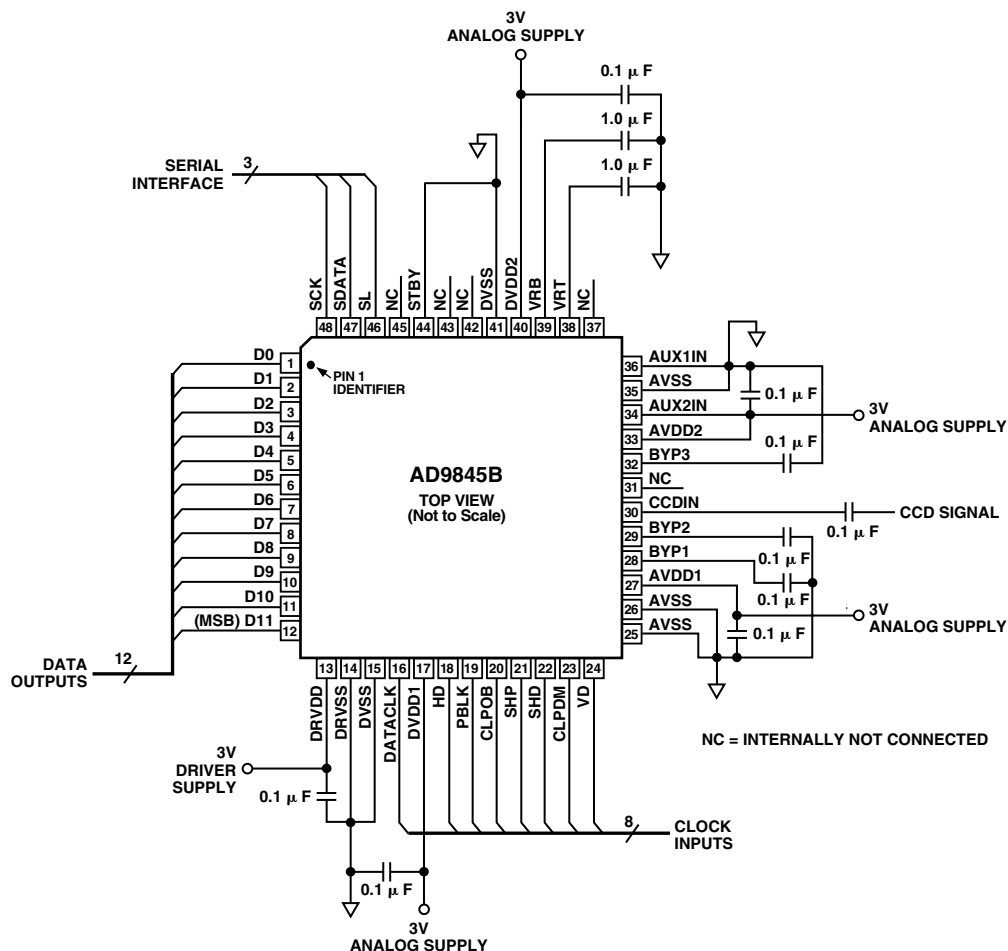 3V
ANALOG SUPPLY
0.1 μ F
1.0 μ F
1.0 μ F
SERIAL
INTERFACE
3
SCK
SDATA
SL
NC
STBY
NC
NC
DVSS
DVDD2
VRB
VRT
NC
48 47 46 45 44 43 42 41 40 39 38 37
D0 1
D1 2
D2 3
D3 4
D4 5
D5 6
D6 7
D7 8
D8 9
D9 10
D10 11
(MSB) D11 12
PIN 1
IDENTIFIER
AD9845B
TOP VIEW
(Not to Scale)
36 AUX1IN
35 AVSS
34 AUX2IN
33 AVDD2
32 BYP3
31 NC
30 CCDIN
29 BYP2
28 BYP1
27 AVDD1
26 AVSS
25 AVSS
0.1 μ F
3V
ANALOG SUPPLY
0.1 μ F
0.1 μ F
CCD SIGNAL
0.1 μ F
0.1 μ F
3V
ANALOG SUPPLY
0.1 μ F
DATA
OUTPUTS
12
13 14 15 16 17 18 19 20 21 22 23 24
DRVDD
DRVSS
DVSS
DATACLK
DVDD1
HD
PBLK
CLPOB
SHP
SHD
CLPDM
VD
NC = INTERNALLY NOT CONNECTED
3V
DRIVER
SUPPLY
0.1 μ F
8
CLOCK
INPUTS
0.1 μ F
3V
ANALOG SUPPLY